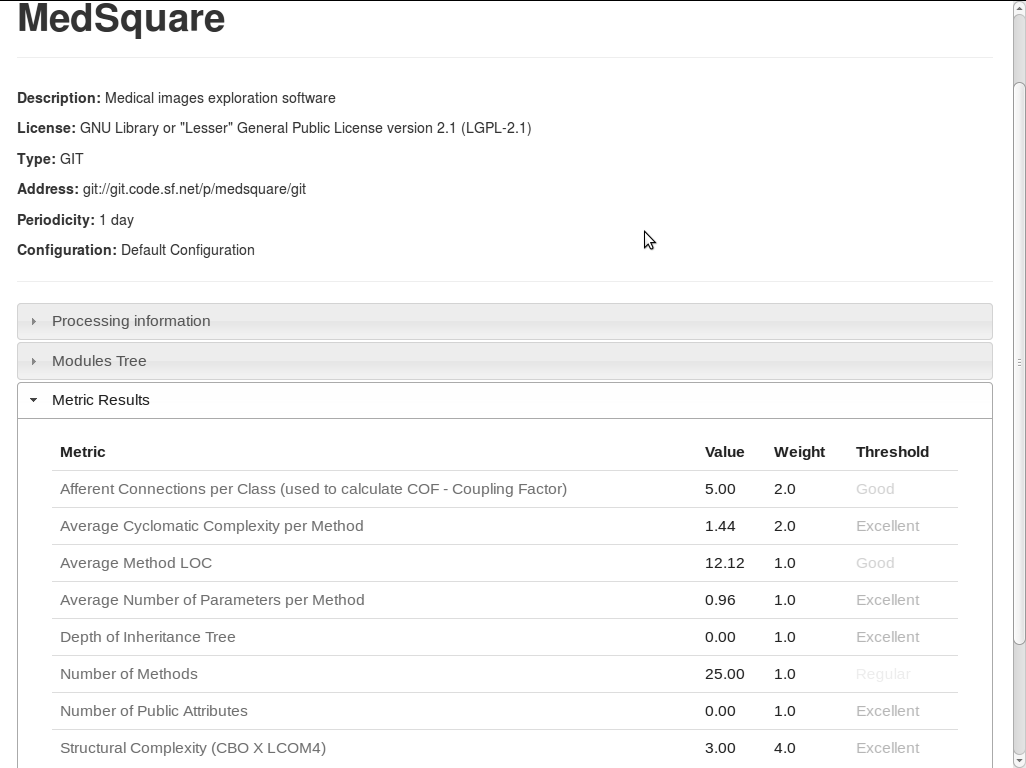 MedSquare
Description: Medical images exploration software
License: GNU Library or "Lesser" General Public License version 2.1 (LGPL-2.1)
Type: GIT
Address: git://git.code.sf.net/p/medsquare/git
Periodicity: 1 day
Configuration: Default Configuration
Processing information
Modules Tree
Metric Results
Metric Value Weight Threshold
Afferent Connections per Class (used to calculate COF - Coupling Factor) 5.00 2.0 Good
Average Cyclomatic Complexity per Method 1.44 2.0 Excellent
Average Method LOC 12.12 1.0 Good
Average Number of Parameters per Method 0.96 1.0 Excellent
Depth of Inheritance Tree 0.00 1.0 Excellent
Number of Methods 25.00 1.0 Regular
Number of Public Attributes 0.00 1.0 Excellent
Structural Complexity (CBO X LCOM4) 3.00 4.0 Excellent